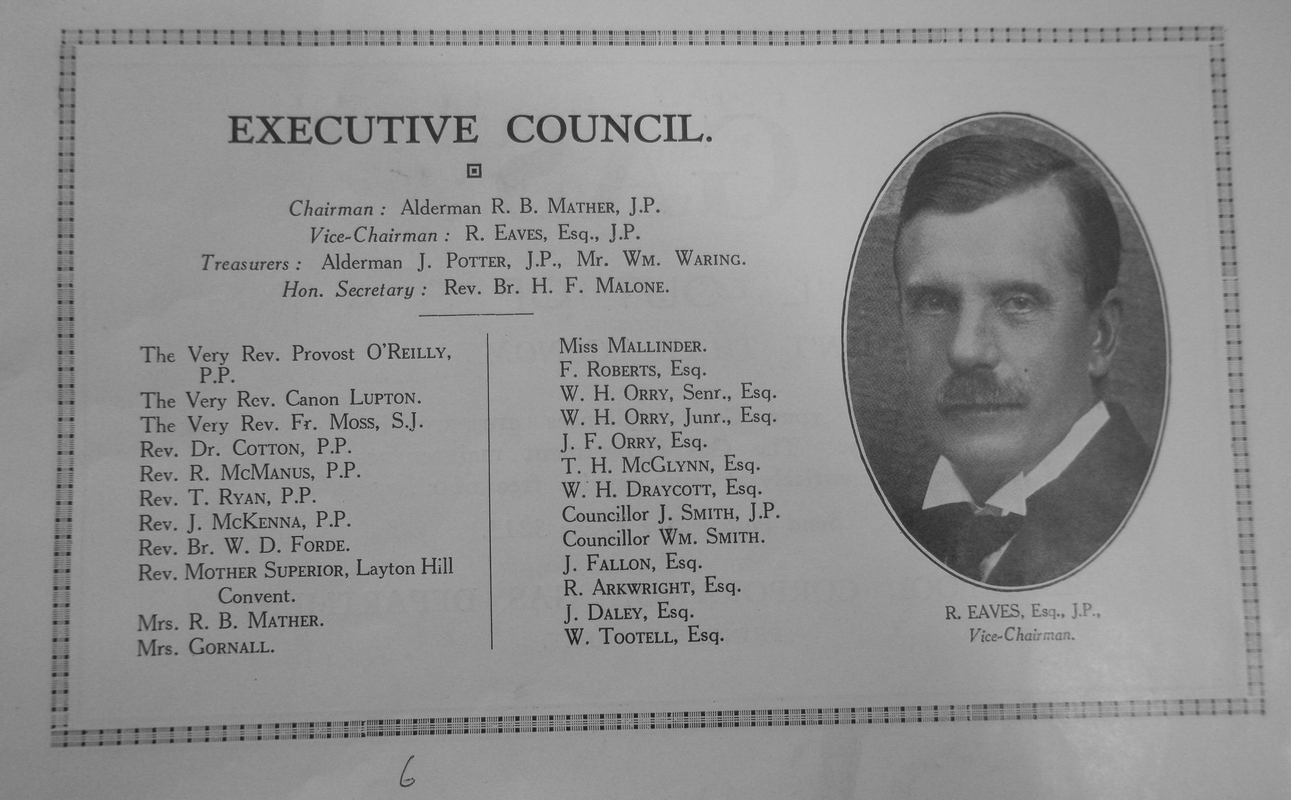 EXECUTIVE COUNCIL.
Chairman : Alderman R. B. MATHER, J.P.
Vice-Chairman : R. EAVES, Esq., J.P.
Treasurers : Alderman J. POTTER, J.P., Mr. WM. WARING.
Hon. Secretary : Rev. Br. H. F. MALONE.
The Very Rev. Provost O'REILLY,
P.P.
The Very Rev. Canon LUPTON.
The Very Rev. Fr. MOSS, S.J.
Rev. Dr. COTTON, P.P.
Rev. R. MCMANUS, P.P.
Rev. T. RYAN, P.P.
Rev. J. MCKENNA, P.P.
Rev. Br. W. D. FORDE.
Rev. MOTHER SUPERIOR, Layton Hill
Convent.
Mrs. R. B. MATHER.
Mrs. GORNALL.
Miss MALLINDER.
F. ROBERTS, Esq.
W. H. ORRY, Senr., Esq.
W. H. ORRY, Junr., Esq.
J. F. ORRY, Esq.
T. H. MCGLYNN, Esq.
W. H. DRAYCOTT, Esq.
Councillor J. SMITH, J.P.
Councillor WM. SMITH.
J. FALLON, Esq.
R. ARKWRIGHT, Esq.
J. DALEY, Esq.
W. TOOTELL, Esq.
R. EAVES, Esq., J.P.,
Vice-Chairman.
6